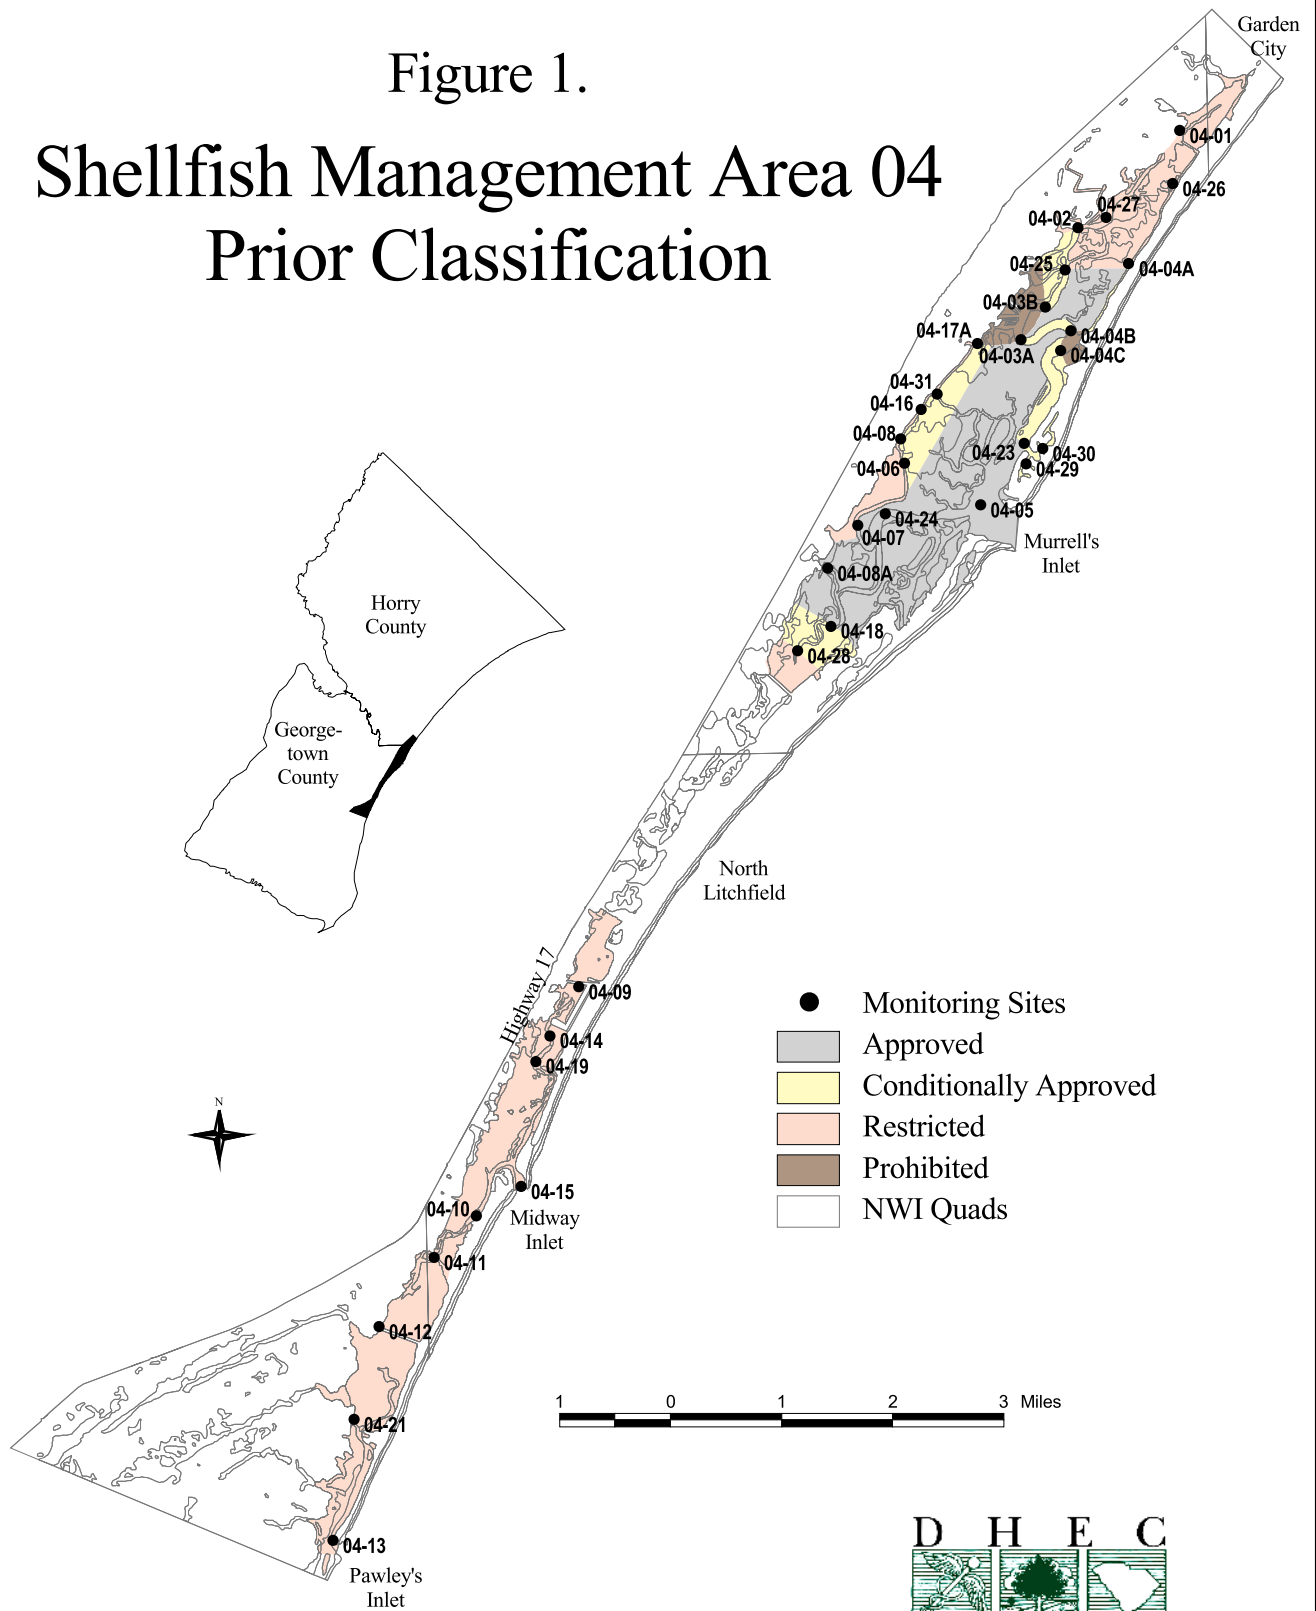 Figure 1.
Shellfish Management Area 04
Prior Classification
Garden
City
04-01
04-26
04-27
04-02
04-25
04-04A
04-03B
04-17A
04-04B
04-03A
04-04C
04-31
04-16
04-08
04-23
04-30
04-06
04-29
04-05
04-24
04-07
Murrell's
Inlet
04-08A
04-18
04-28
Horry
County
George-
town
County
North
Litchfield
Highway 17
04-09
04-14
04-19
04-15
04-10
Midway
Inlet
04-11
04-12
04-21
04-13
Pawley's
Inlet
N
Monitoring Sites
Approved
Conditionally Approved
Restricted
Prohibited
NWI Quads
1 0 1 2 3 Miles
D H E C